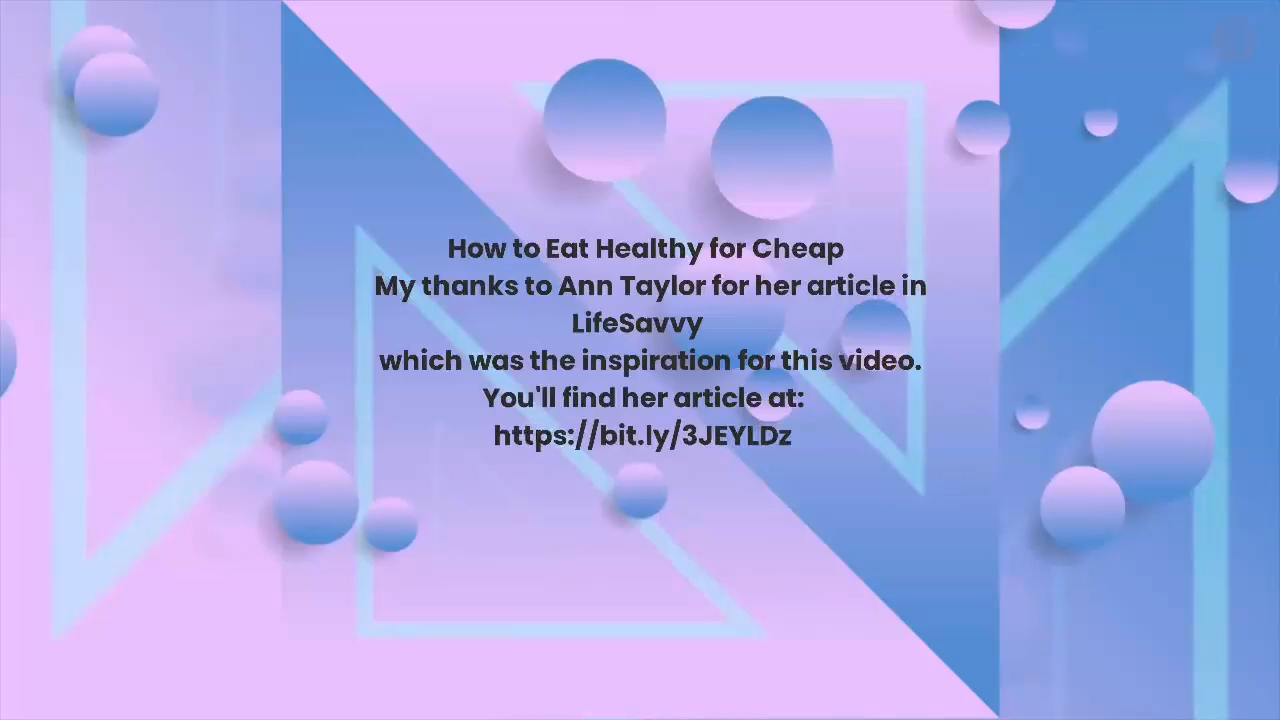 How to Eat Healthy for Cheap
My thanks to Ann Taylor for her article in
LifeSavvy
which was the inspiration for this video.
You'll find her article at:
https://bit.ly/3JEYLDz